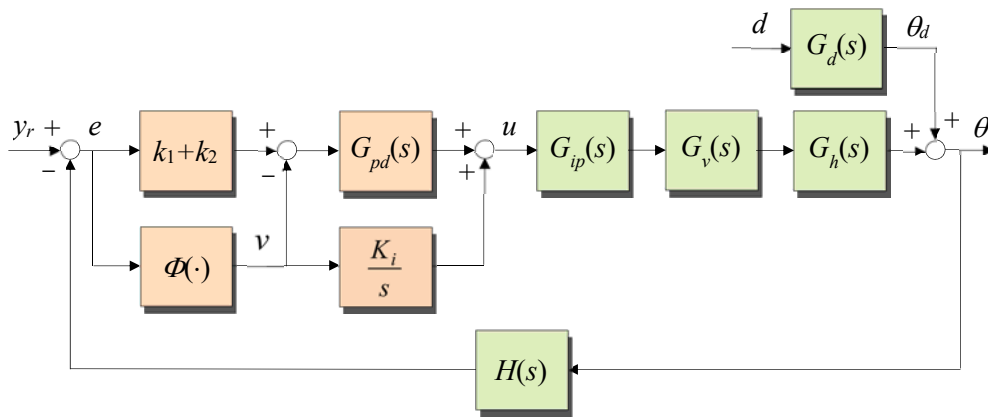 d
G_d(s)
θ_d
y_r + e
k_1+k_2
+
G_pd(s)
+ u
G_ip(s)
G_v(s)
G_h(s)
+ + θ
−
−
+
Φ(·)
v
K_i
s
H(s)